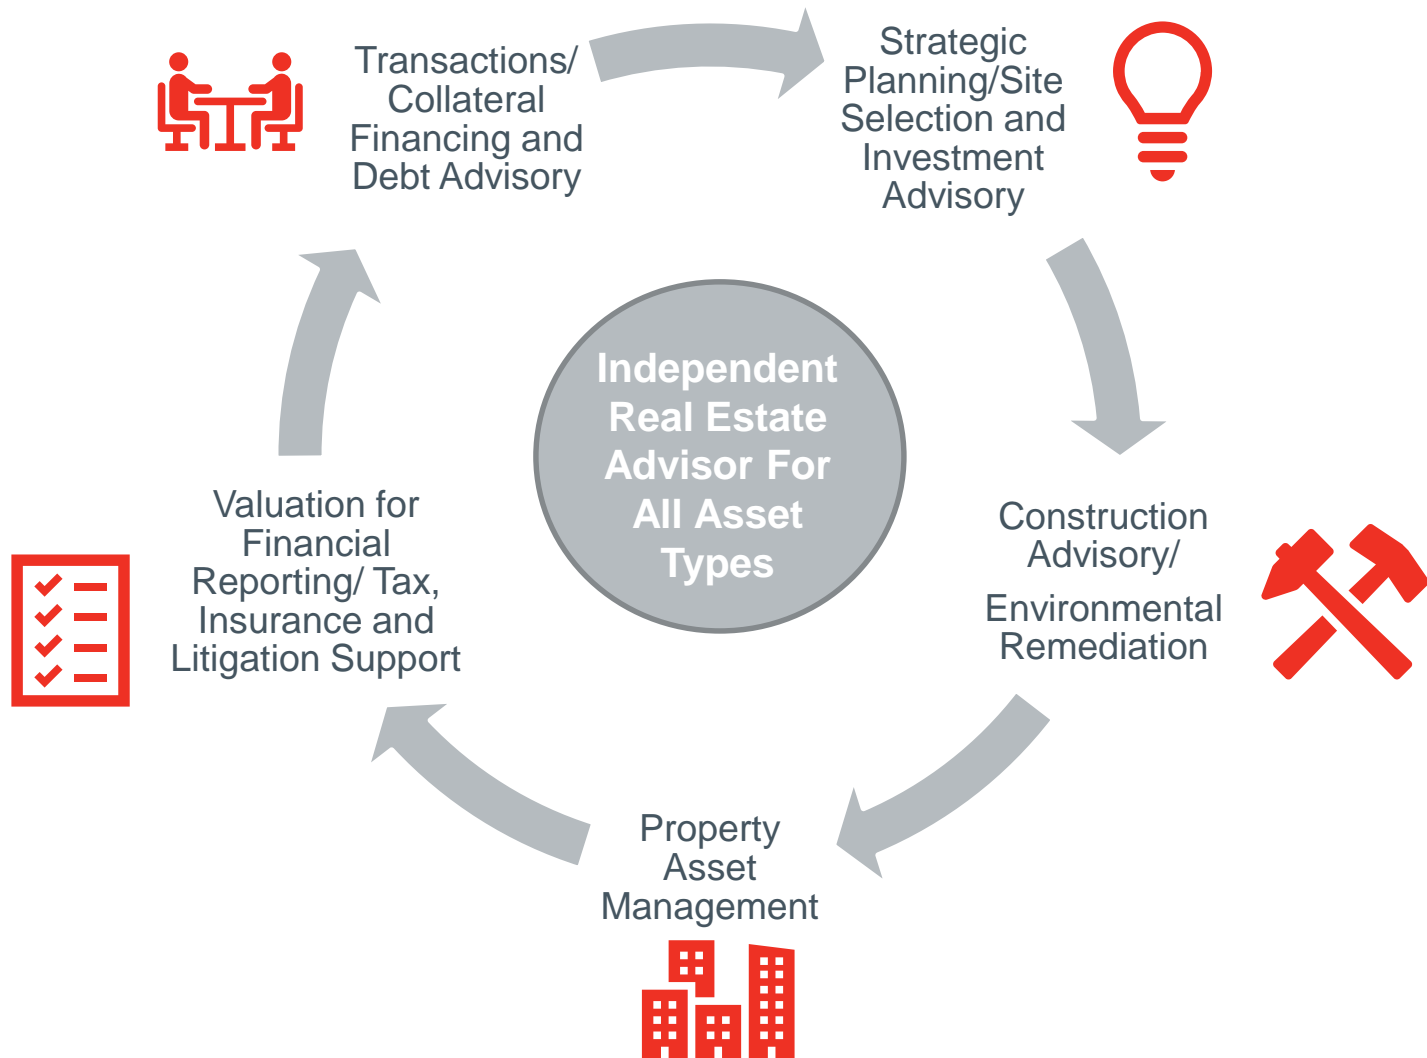 Transactions/
Collateral
Financing and
Debt Advisory
Strategic
Planning/Site
Selection and
Investment
Advisory
Independent
Real Estate
Advisor For
All Asset
Types
Valuation for
Financial
Reporting/ Tax,
Insurance and
Litigation Support
Construction
Advisory/
Environmental
Remediation
Property
Asset
Management